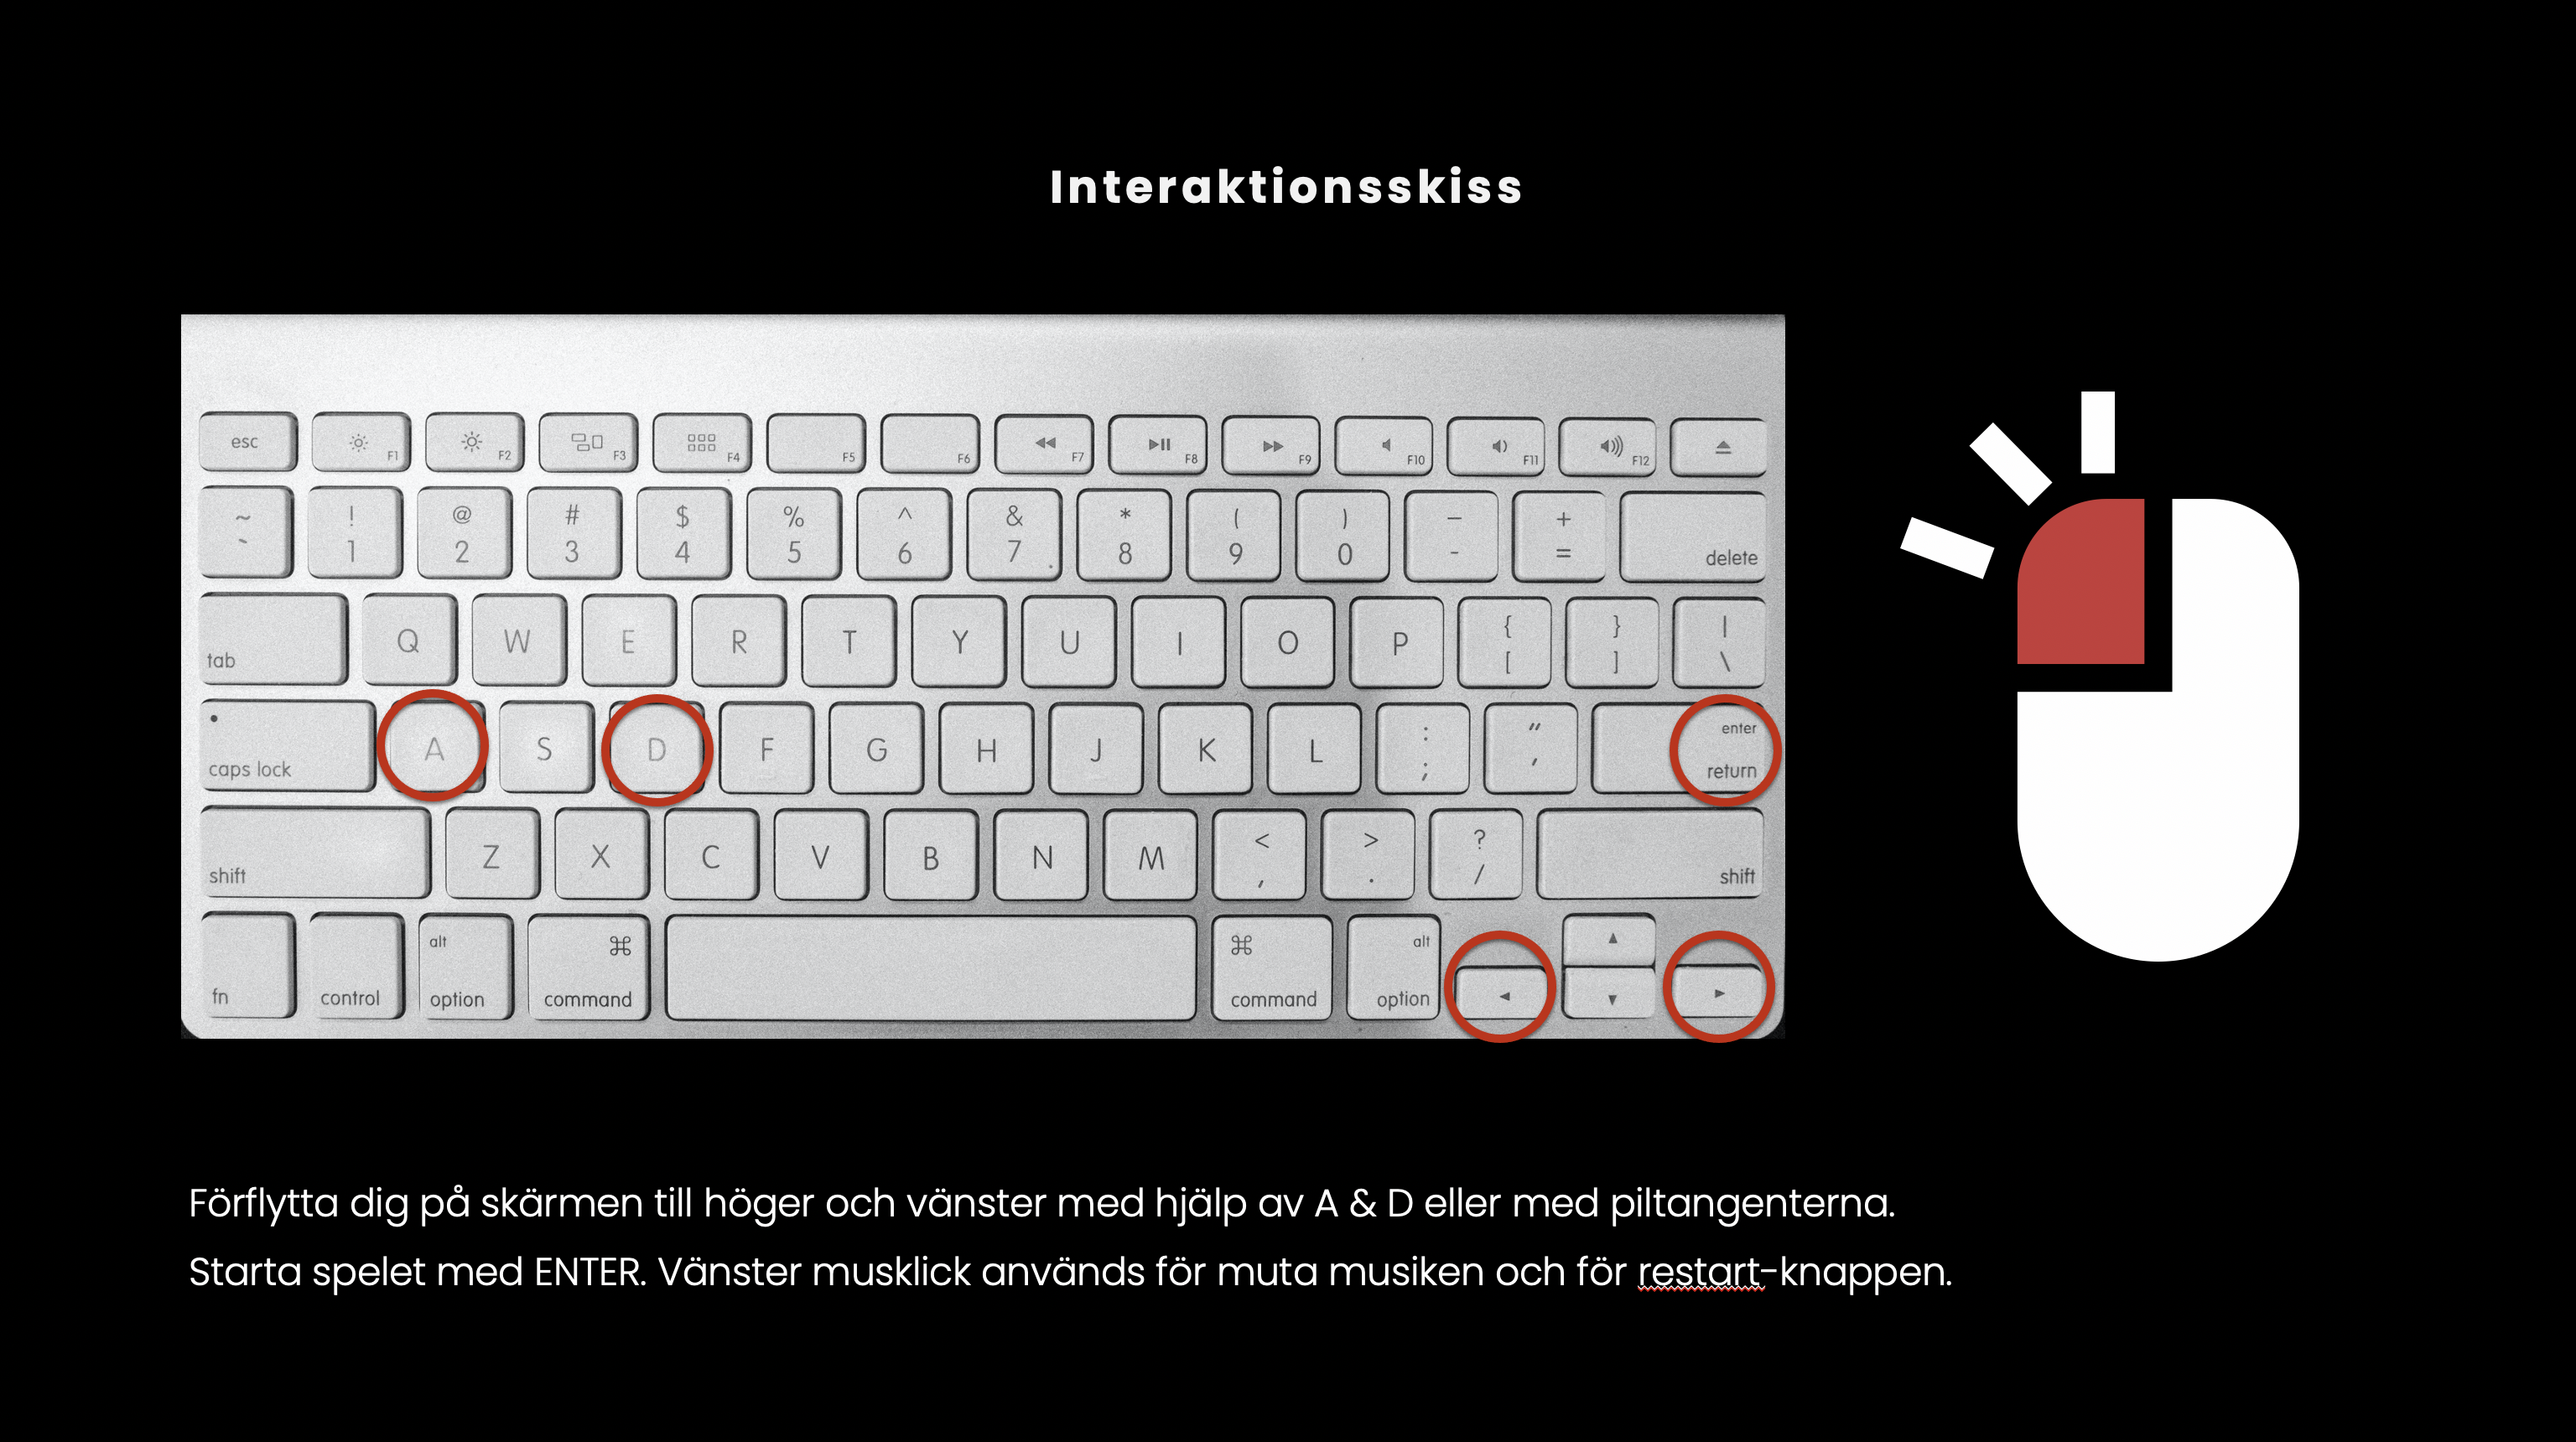 Interaktionsskiss
esc F1 F2 F3 F4 F5 F6 F7 F8 F9 F10 F11 F12
~ ! @ # $ % ^ & * ( ) — +
` 1 2 3 4 5 6 7 8 9 0 - = delete
tab Q W E R T Y U I O P { [ } ] | \
caps lock A S D F G H J K L : ; " ' enter return
shift Z X C V B N M < , > . ? / shift
fn control alt option ⌘ command ⌘ command alt option ◄ ▲ ▼ ►
Förflytta dig på skärmen till höger och vänster med hjälp av A & D eller med piltangenterna.
Starta spelet med ENTER. Vänster musklick används för muta musiken och för restart-knappen.